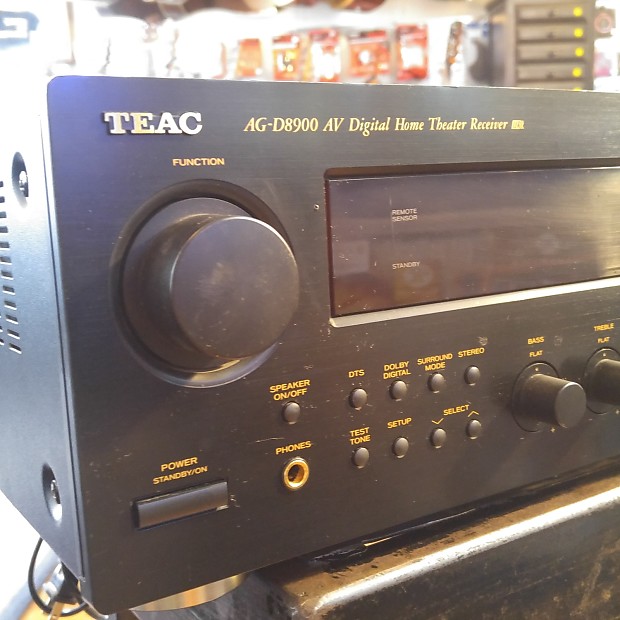 TEAC
AG-D8900 AV Digital Home Theater Receiver
FUNCTION
REMOTE
SENSOR
STANDBY
SPEAKER
ON/OFF
DTS
DOLBY
DIGITAL
SURROUND
MODE
STEREO
BASS
FLAT
TREBLE
FLAT
PHONES
TEST
TONE
SETUP
SELECT
POWER
STANDBY/ON